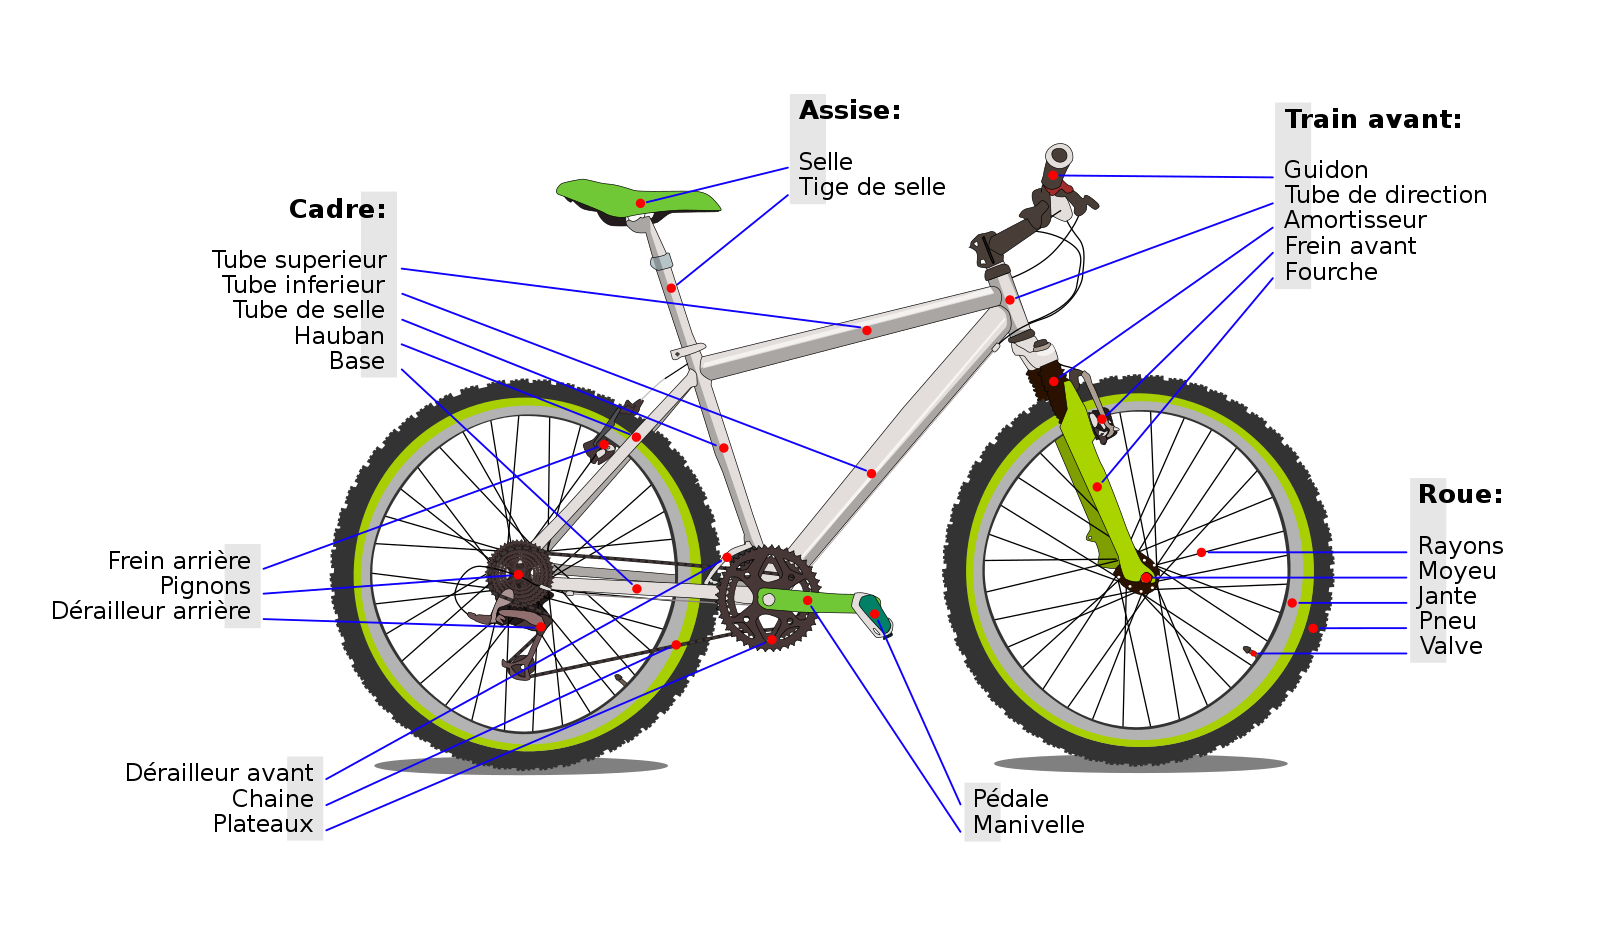 Assise:
Selle
Tige de selle
Train avant:
Guidon
Tube de direction
Amortisseur
Frein avant
Fourche
Cadre:
Tube superieur
Tube inferieur
Tube de selle
Hauban
Base
Roue:
Rayons
Moyeu
Jante
Pneu
Valve
Frein arrière
Pignons
Dérailleur arrière
Dérailleur avant
Chaine
Plateaux
Pédale
Manivelle